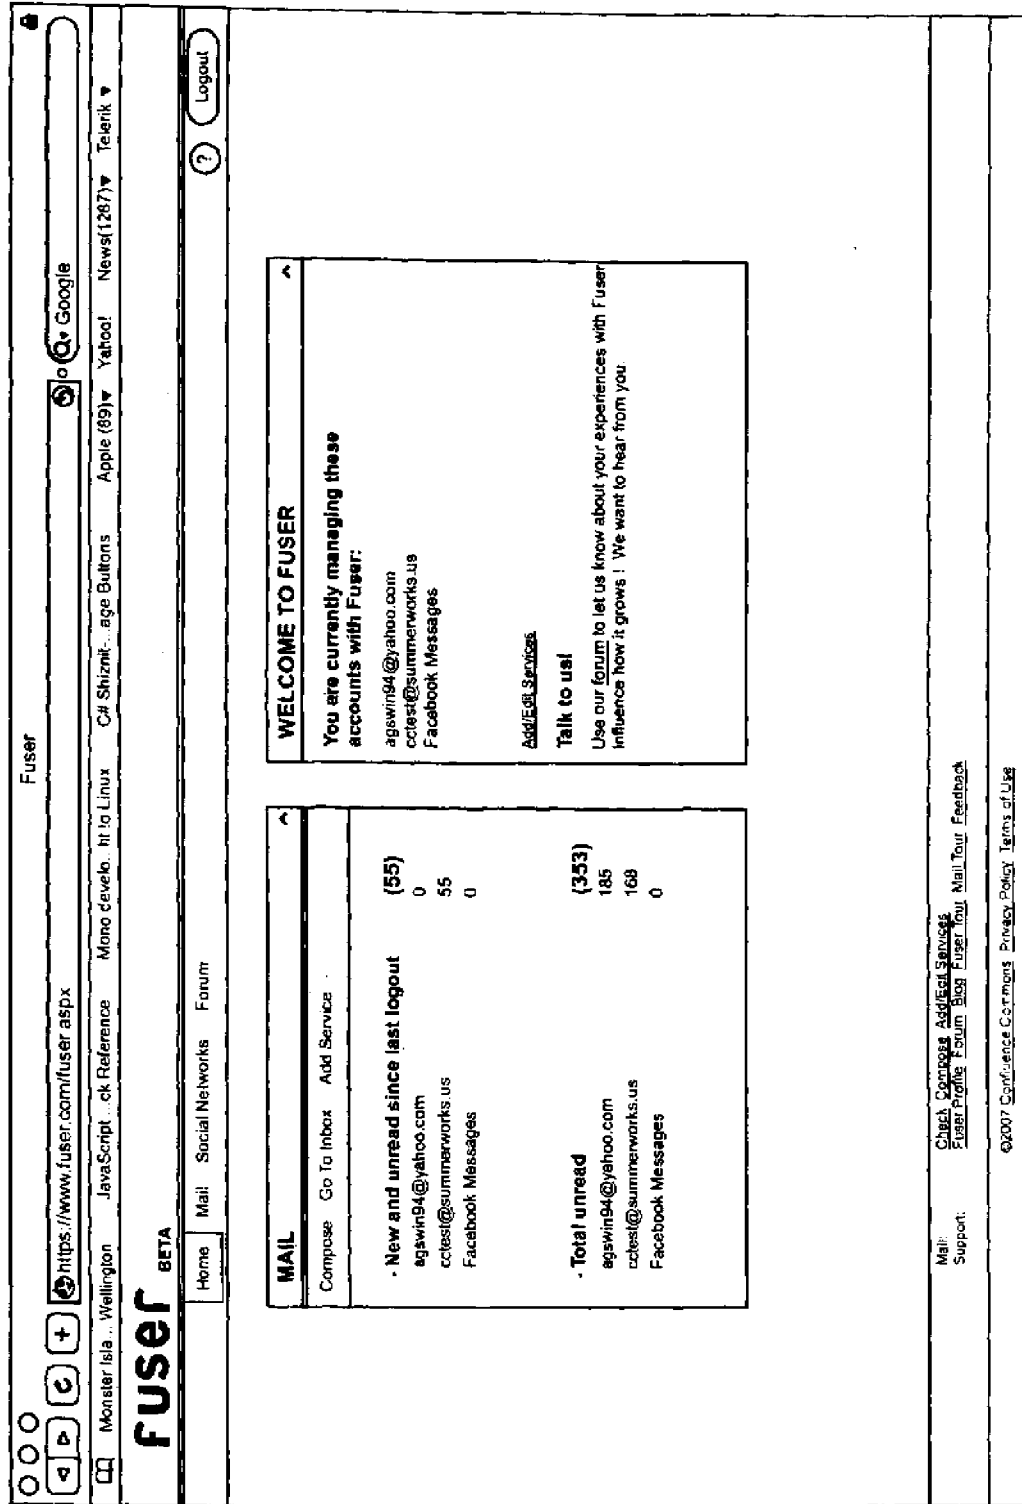 Fuser
https://www.fuser.com/fuser.aspx
Google
Monster Isla... Wellington JavaScript ...ck Reference Mono develo.. ht to Linux C# Shiznit-...age Buttons Apple (89)▾ Yahoo! News(1287)▾ Telerik ▾
fuser BETA
Home Mail Social Networks Forum ? Logout
MAIL
Compose Go To Inbox Add Service
- New and unread since last logout (55)
agswin94@yahoo.com 0
cctest@summerworks.us 55
Facebook Messages 0
- Total unread (353)
agswin94@yahoo.com 185
cctest@summerworks.us 168
Facebook Messages 0
WELCOME TO FUSER
You are currently managing these
accounts with Fuser:
agswin94@yahoo.com
cctest@summerworks.us
Facebook Messages
Add/Edit Services
Talk to us!
Use our forum to let us know about your experiences with Fuser
Influence how it grows ! We want to hear from you
Mail: Check Compose Add/Edit Services
Support: Fuser Profile Forum Blog Fuser Tour Mail Tour Feedback
©2007 Confluence Commons Privacy Policy Terms of Use